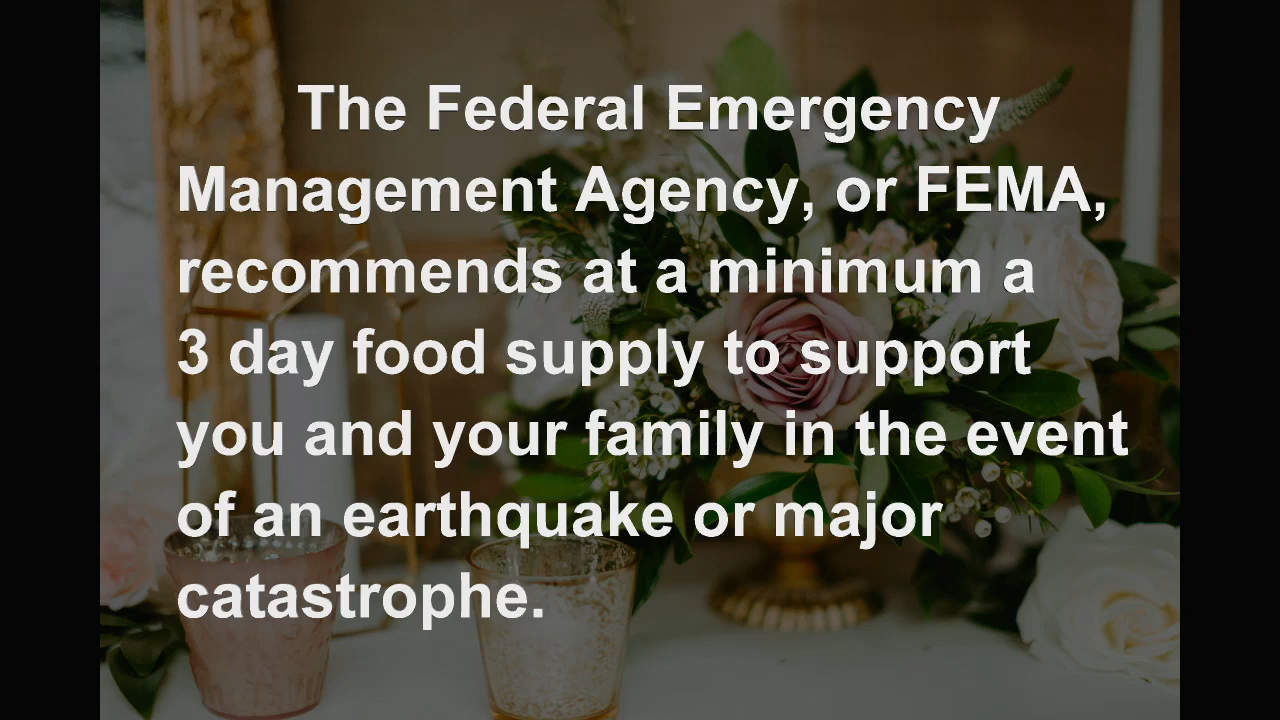 The Federal Emergency
Management Agency, or FEMA,
recommends at a minimum a
3 day food supply to support
you and your family in the event
of an earthquake or major
catastrophe.